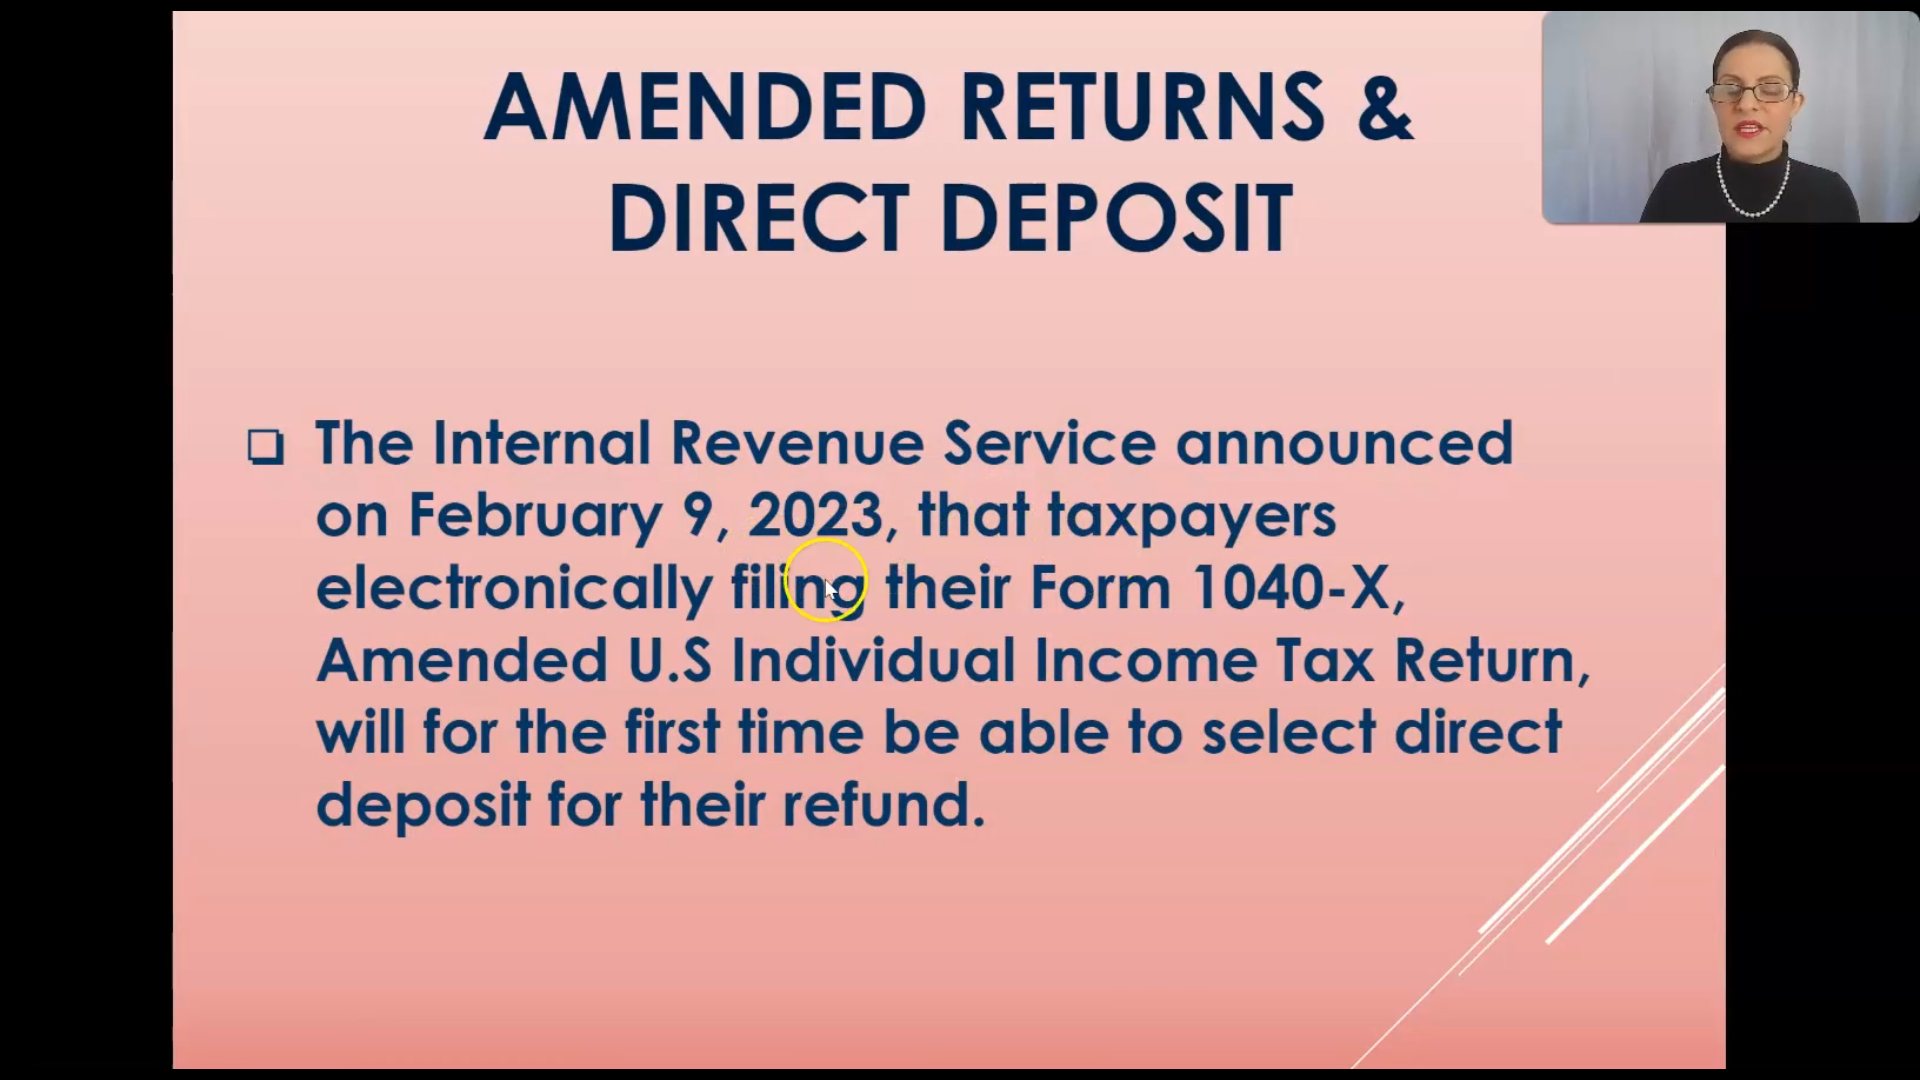 AMENDED RETURNS &
DIRECT DEPOSIT
The Internal Revenue Service announced
on February 9, 2023, that taxpayers
electronically filing their Form 1040-X,
Amended U.S Individual Income Tax Return,
will for the first time be able to select direct
deposit for their refund.